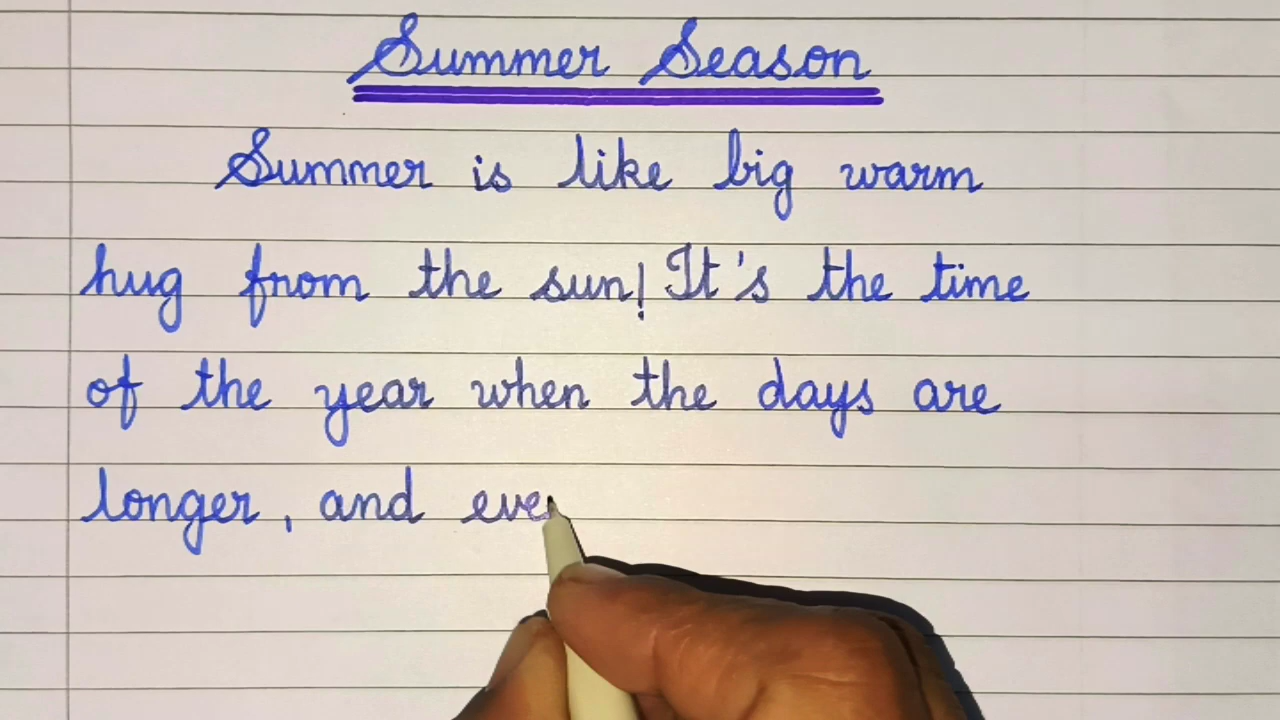 Summer Season
Summer is like big warm
hug from the sun! It's the time
of the year when the days are
longer, and eve